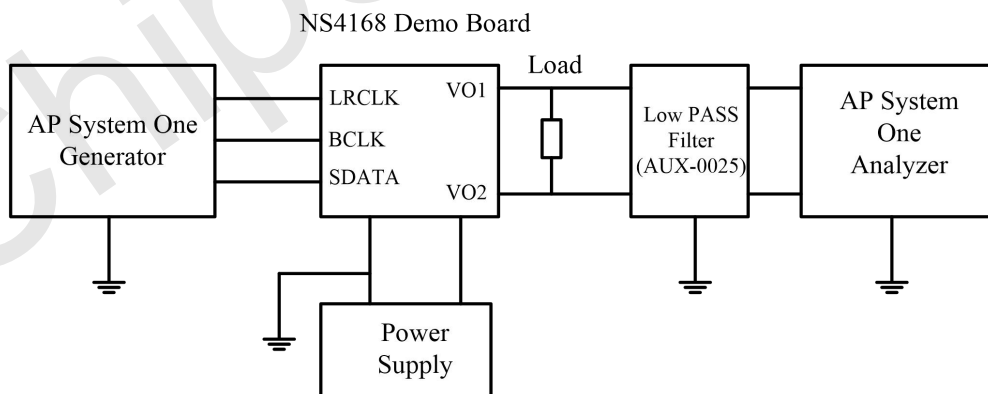 NS4168 Demo Board
AP System One
Generator
LRCLK
BCLK
SDATA
VO1
VO2
Load
Low PASS
Filter
(AUX-0025)
AP System
One
Analyzer
Power
Supply